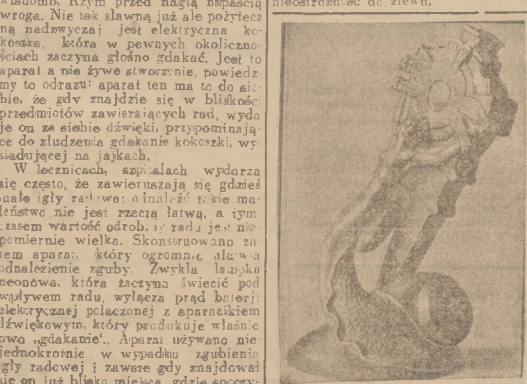 wiadomo, Rzym przed nagłą napaścią
wroga. Nie tak sławną już ale pożytecz
ną nadzwyczaj jest elektryczna ko-
koszka, która w pewnych okoliczno-
ściach zaczyna głośno gdakać. Jest to
aparat a nie żywe stworzenie, powiedz
my to odrazu: aparat ten ma to do sie-
bie, że gdy znajdzie się w bliskości
przedmiotów zawierających rad, wyda
je on ze siebie dźwięki, przypominają-
ce do złudzenia gdakanie kokoszki, wy
siadującej na jajkach.
W lecznicach, szpitalach wydarza
się często, że zawieruszają się gdzieś
małe igły radowe; odnaleźć takie ma-
leństwo nie jest rzeczą łatwą, a tym
czasem wartość odrob. radu jest nie-
pomiernie wielka. Skonstruowano za
tem aparat, który ogromnie ułatwia
odnalezienie zguby. Zwykła lampka
neonowa, która zaczyna świecić pod
wpływem radu, wyłącza prąd baterji
elektrycznej połączonej z aparacikiem
dźwiękowym, który produkuje właśnie
owo „gdakanie”. Aparat używano nie-
jednokrotnie w wypadku zgubienia
igły radowej i zawsze gdy znajdował
się on już blisko miejsca, gdzie spoczy-
nieostrożność do zlewu.